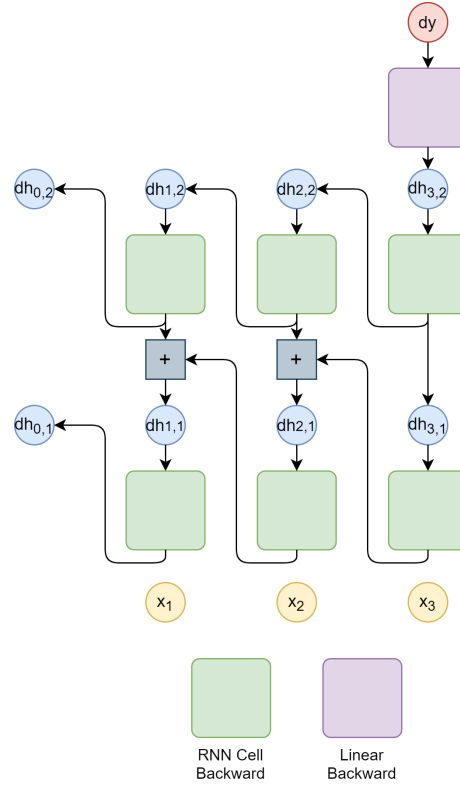 dy
dh0,2 dh1,2 dh2,2 dh3,2
+ +
dh0,1 dh1,1 dh2,1 dh3,1
x1 x2 x3
RNN Cell
Backward
Linear
Backward